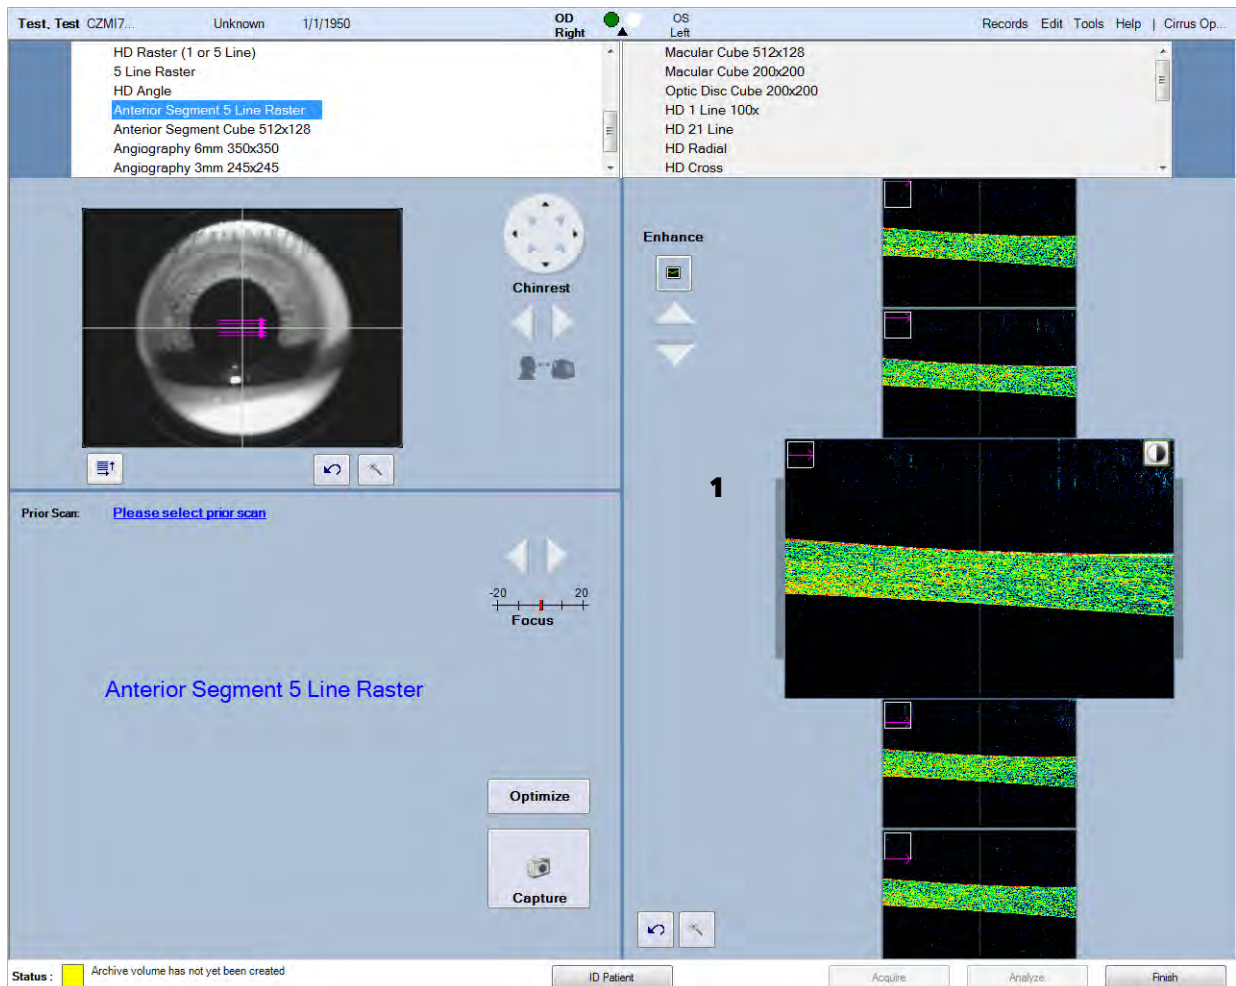 Test, Test CZMI7... Unknown 1/1/1950 OD Right OS Left Records Edit Tools Help | Cirrus Op...
HD Raster (1 or 5 Line)
5 Line Raster
HD Angle
Anterior Segment 5 Line Raster
Anterior Segment Cube 512x128
Angiography 6mm 350x350
Angiography 3mm 245x245
Macular Cube 512x128
Macular Cube 200x200
Optic Disc Cube 200x200
HD 1 Line 100x
HD 21 Line
HD Radial
HD Cross
Chinrest
Enhance
1
Prior Scan: Please select prior scan
-20 20
Focus
Anterior Segment 5 Line Raster
Optimize
Capture
Status : Archive volume has not yet been created
ID Patient
Acquire
Analyze
Finish